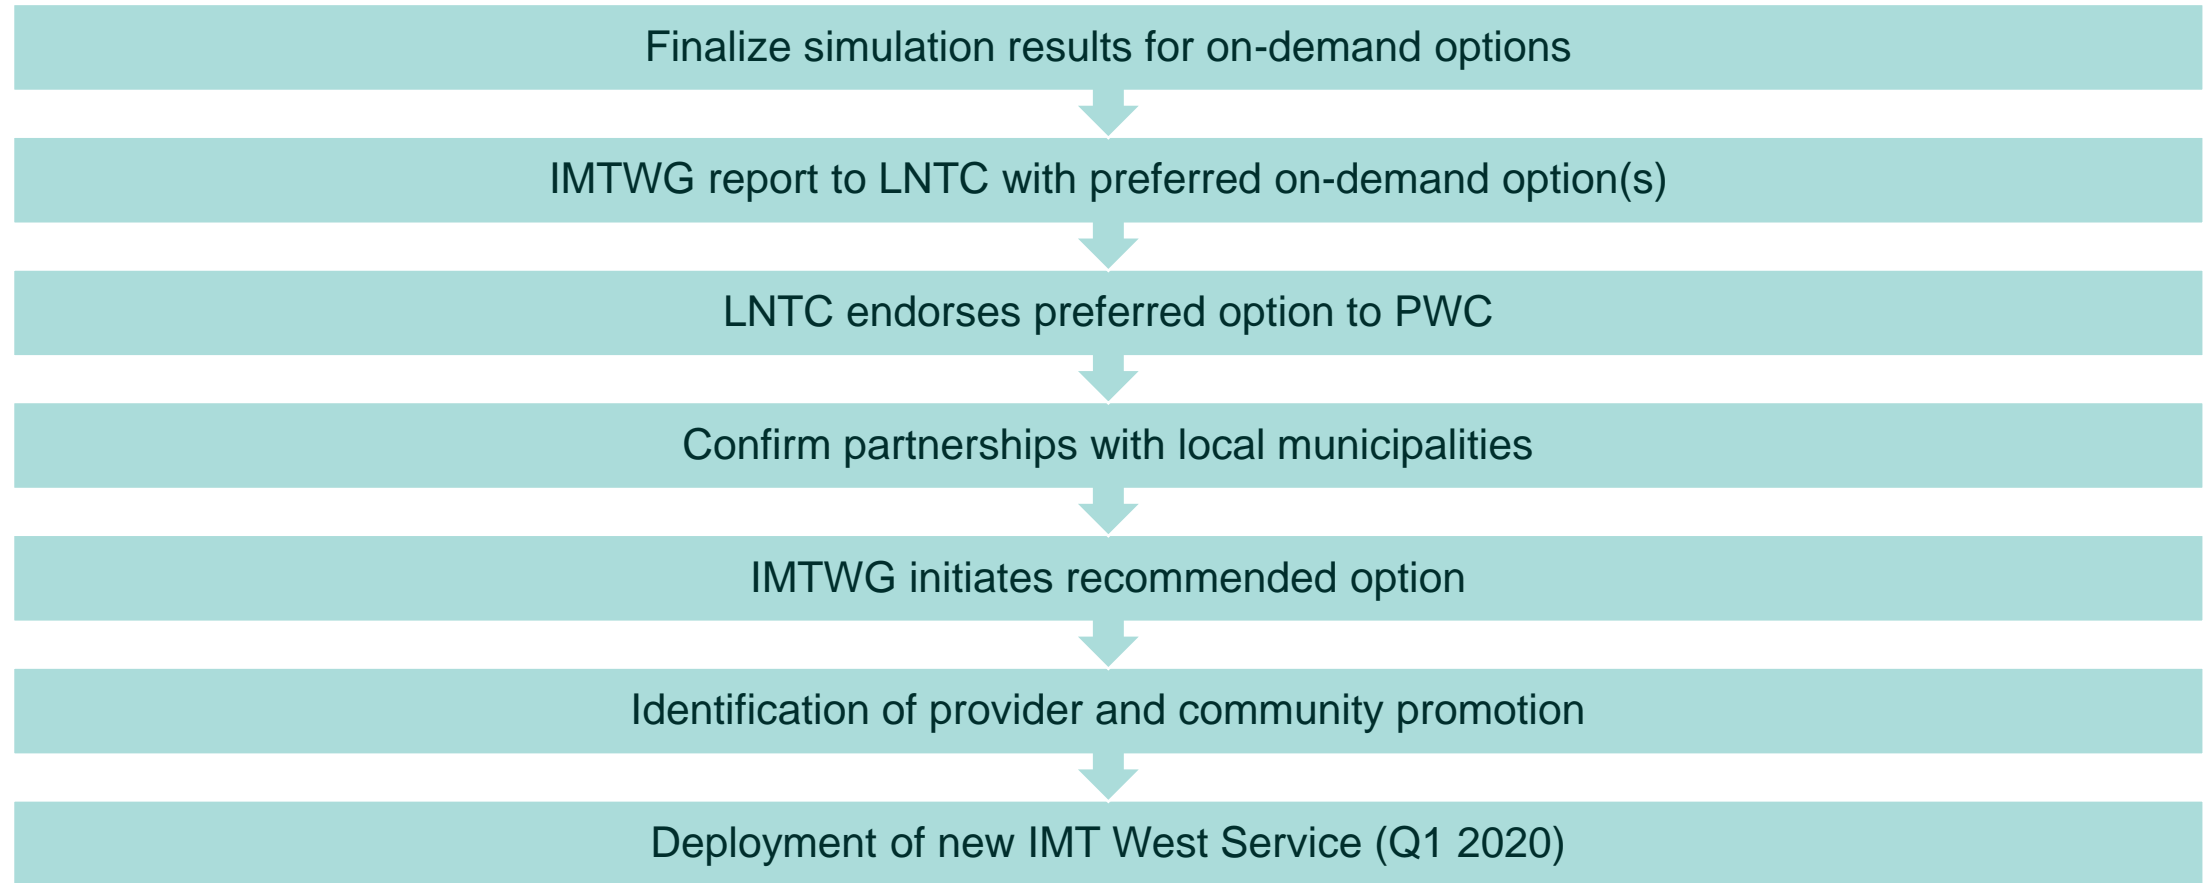 Finalize simulation results for on-demand options
IMTWG report to LNTC with preferred on-demand option(s)
LNTC endorses preferred option to PWC
Confirm partnerships with local municipalities
IMTWG initiates recommended option
Identification of provider and community promotion
Deployment of new IMT West Service (Q1 2020)